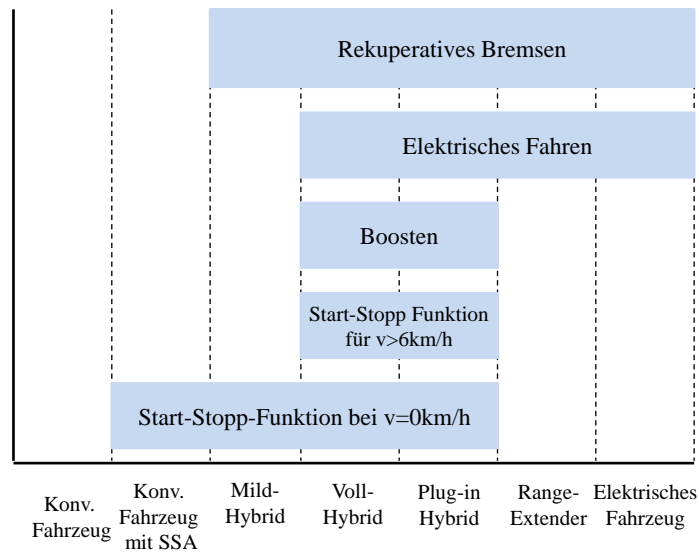 Rekuperatives Bremsen
Elektrisches Fahren
Boosten
Start-Stopp Funktion
für v>6km/h
Start-Stopp-Funktion bei v=0km/h
Konv.
Fahrzeug
Konv.
Fahrzeug
mit SSA
Mild-
Hybrid
Voll-
Hybrid
Plug-in
Hybrid
Range-
Extender
Elektrisches
Fahrzeug